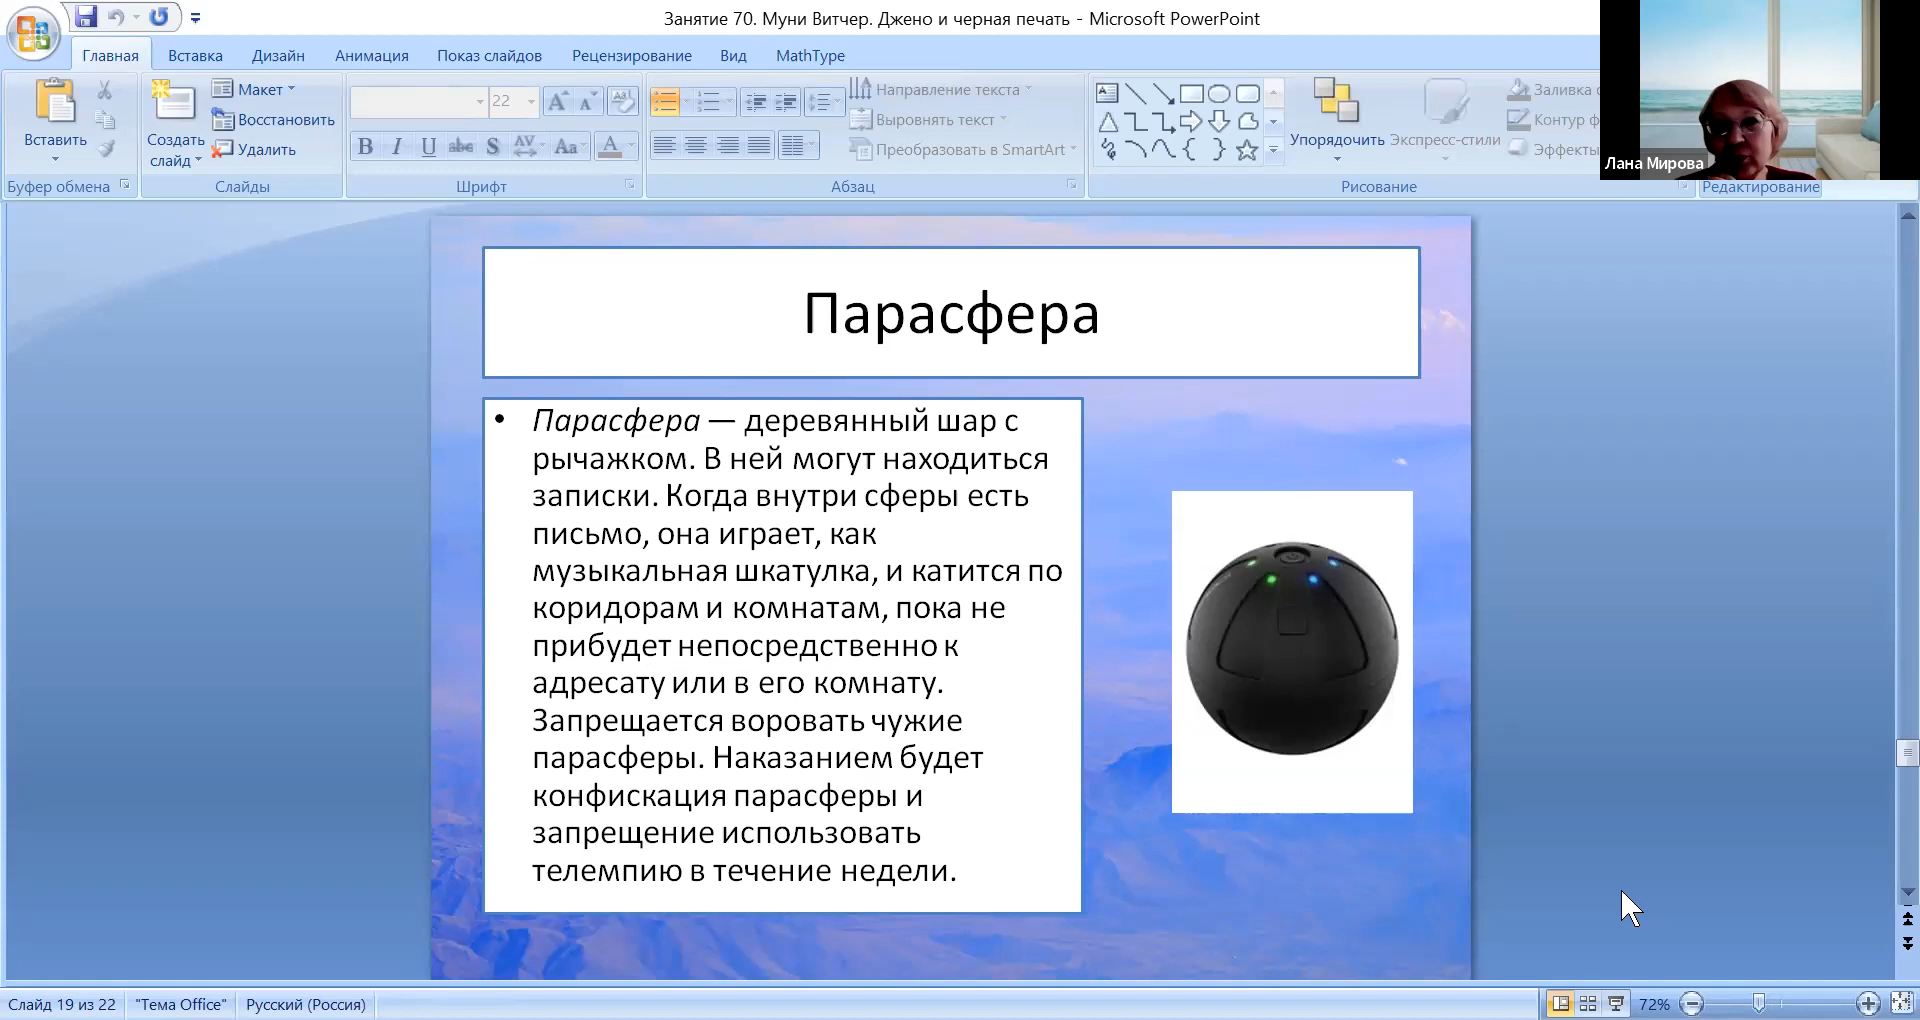 Занятие 70. Муни Витчер. Джено и черная печать - Microsoft PowerPoint
Главная Вставка Дизайн Анимация Показ слайдов Рецензирование Вид MathType
Вставить
Буфер обмена
Создать слайд
Макет
Восстановить
Удалить
Слайды
22
Шрифт
Направление текста
Выровнять текст
Преобразовать в SmartArt
Абзац
Упорядочить
Экспресс-стили
Заливка
Контур
Эффекты
Рисование
Редактирование
Лана Мирова
Парасфера
• Парасфера — деревянный шар с
рычажком. В ней могут находиться
записки. Когда внутри сферы есть
письмо, она играет, как
музыкальная шкатулка, и катится по
коридорам и комнатам, пока не
прибудет непосредственно к
адресату или в его комнату.
Запрещается воровать чужие
парасферы. Наказанием будет
конфискация парасферы и
запрещение использовать
телемпию в течение недели.
Слайд 19 из 22 "Тема Office" Русский (Россия) 72%